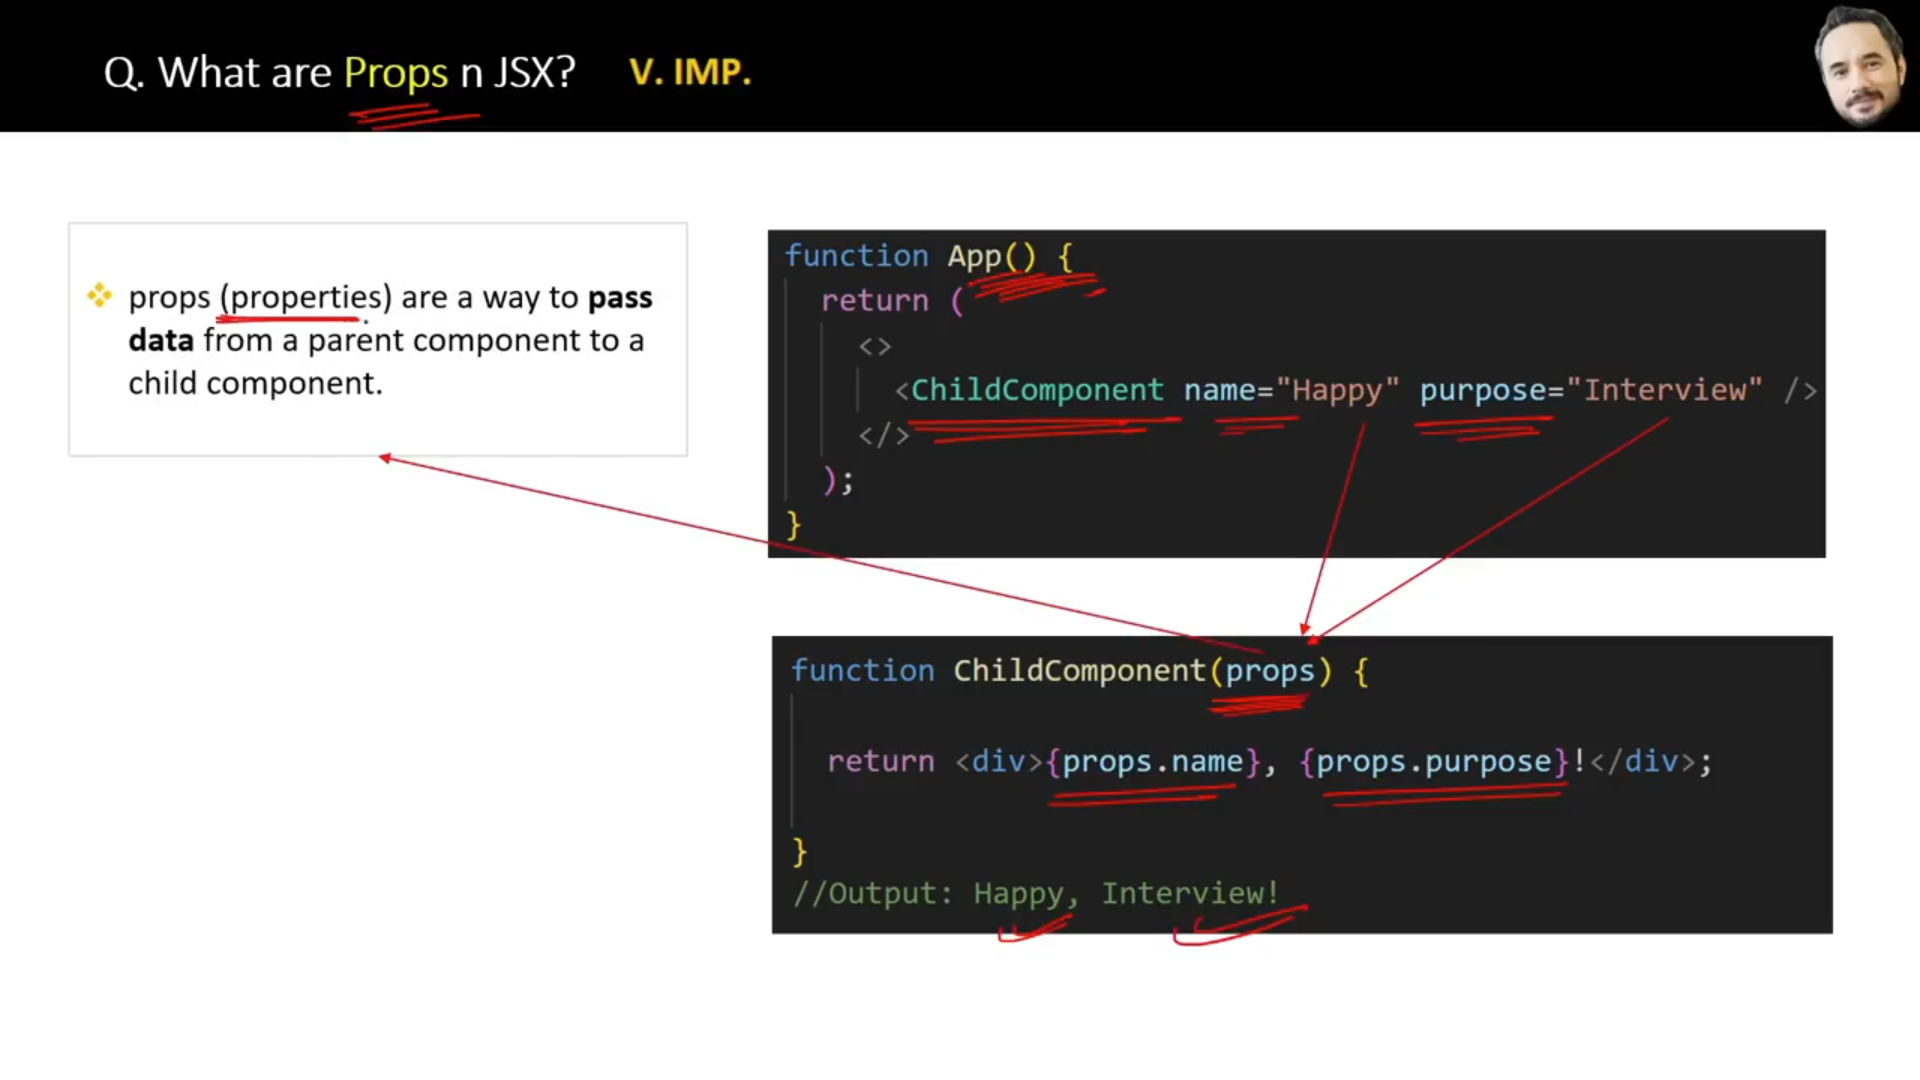 Q. What are Props n JSX? V. IMP.
props (properties) are a way to pass
data from a parent component to a
child component.
function App() {
return (
<>
<ChildComponent name="Happy" purpose="Interview" />
</>
);
}
function ChildComponent(props) {
return <div>{props.name}, {props.purpose}!</div>;
}
//Output: Happy, Interview!